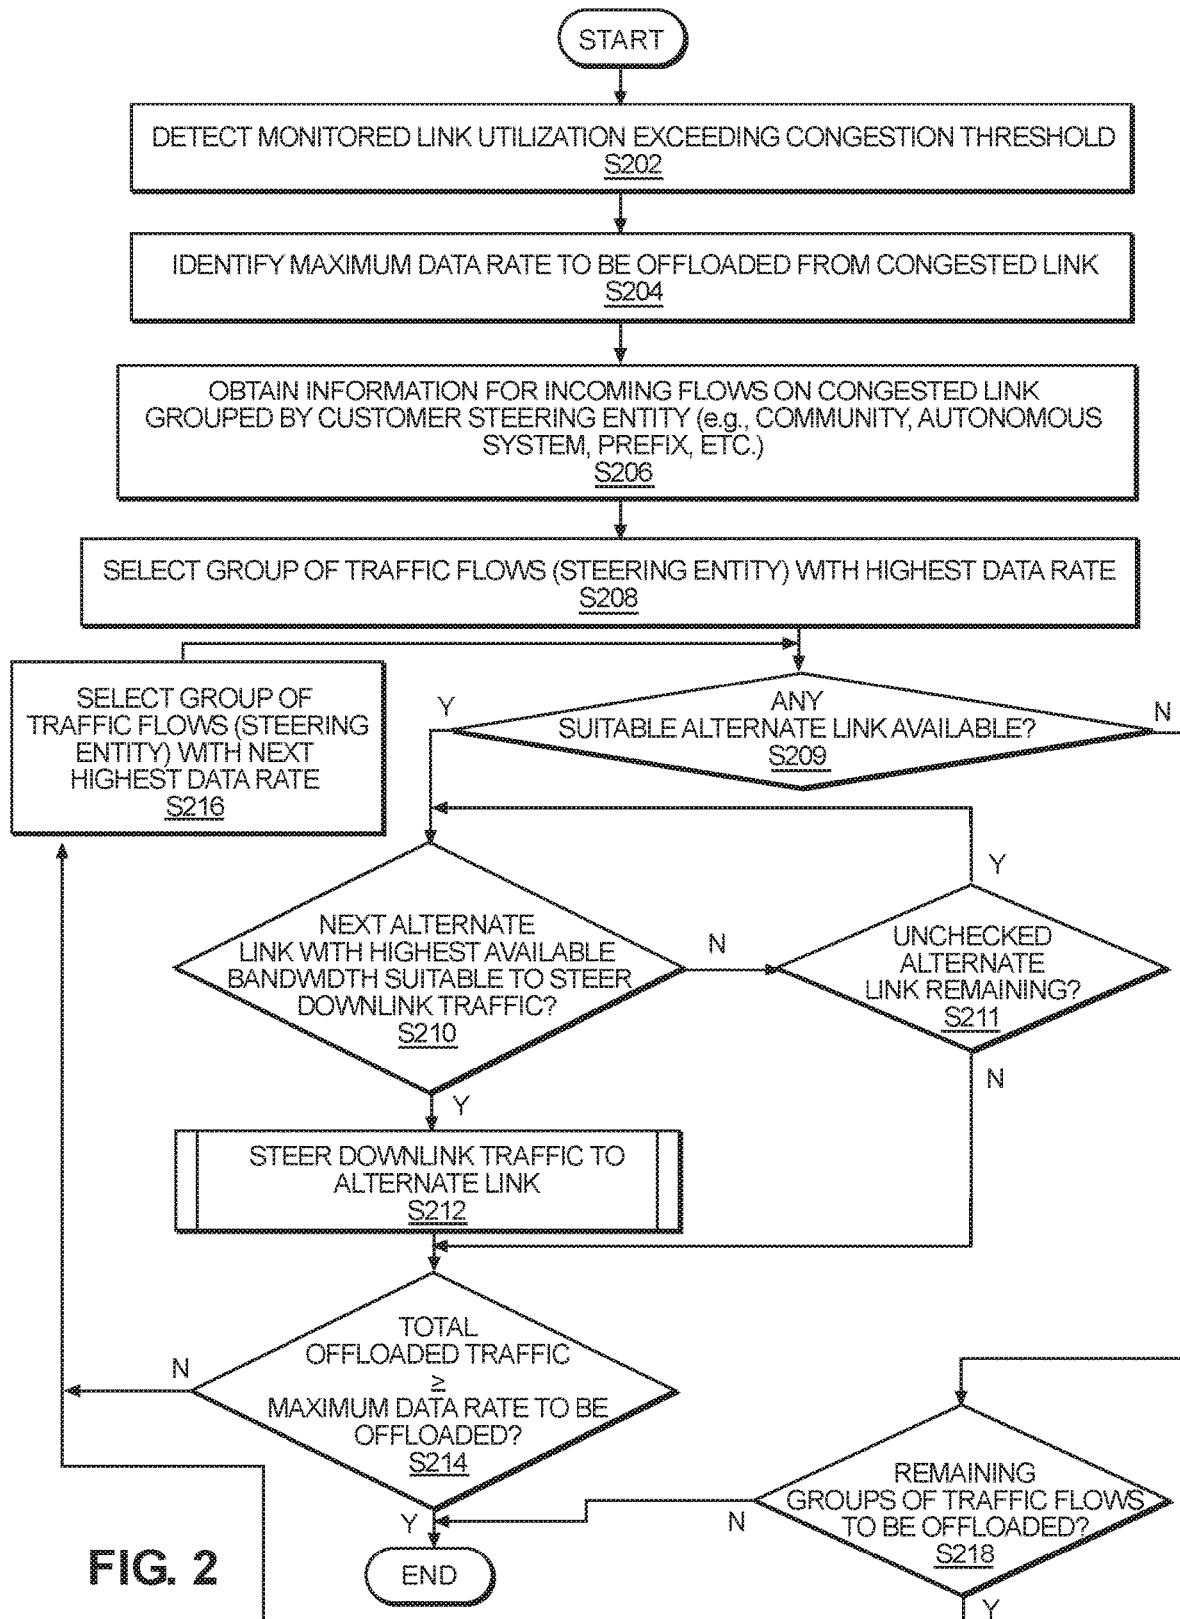 START
DETECT MONITORED LINK UTILIZATION EXCEEDING CONGESTION THRESHOLD
S202
IDENTIFY MAXIMUM DATA RATE TO BE OFFLOADED FROM CONGESTED LINK
S204
OBTAIN INFORMATION FOR INCOMING FLOWS ON CONGESTED LINK
GROUPED BY CUSTOMER STEERING ENTITY (e.g., COMMUNITY, AUTONOMOUS
SYSTEM, PREFIX, ETC.)
S206
SELECT GROUP OF TRAFFIC FLOWS (STEERING ENTITY) WITH HIGHEST DATA RATE
S208
SELECT GROUP OF
TRAFFIC FLOWS (STEERING
ENTITY) WITH NEXT
HIGHEST DATA RATE
S216
Y
ANY
SUITABLE ALTERNATE LINK AVAILABLE?
S209
N
NEXT ALTERNATE
LINK WITH HIGHEST AVAILABLE
BANDWIDTH SUITABLE TO STEER
DOWNLINK TRAFFIC?
S210
N
Y
UNCHECKED
ALTERNATE
LINK REMAINING?
S211
N
Y
STEER DOWNLINK TRAFFIC TO
ALTERNATE LINK
S212
N
TOTAL
OFFLOADED TRAFFIC
≥
MAXIMUM DATA RATE TO BE
OFFLOADED?
S214
Y
REMAINING
GROUPS OF TRAFFIC FLOWS
TO BE OFFLOADED?
S218
N
Y
END
FIG. 2